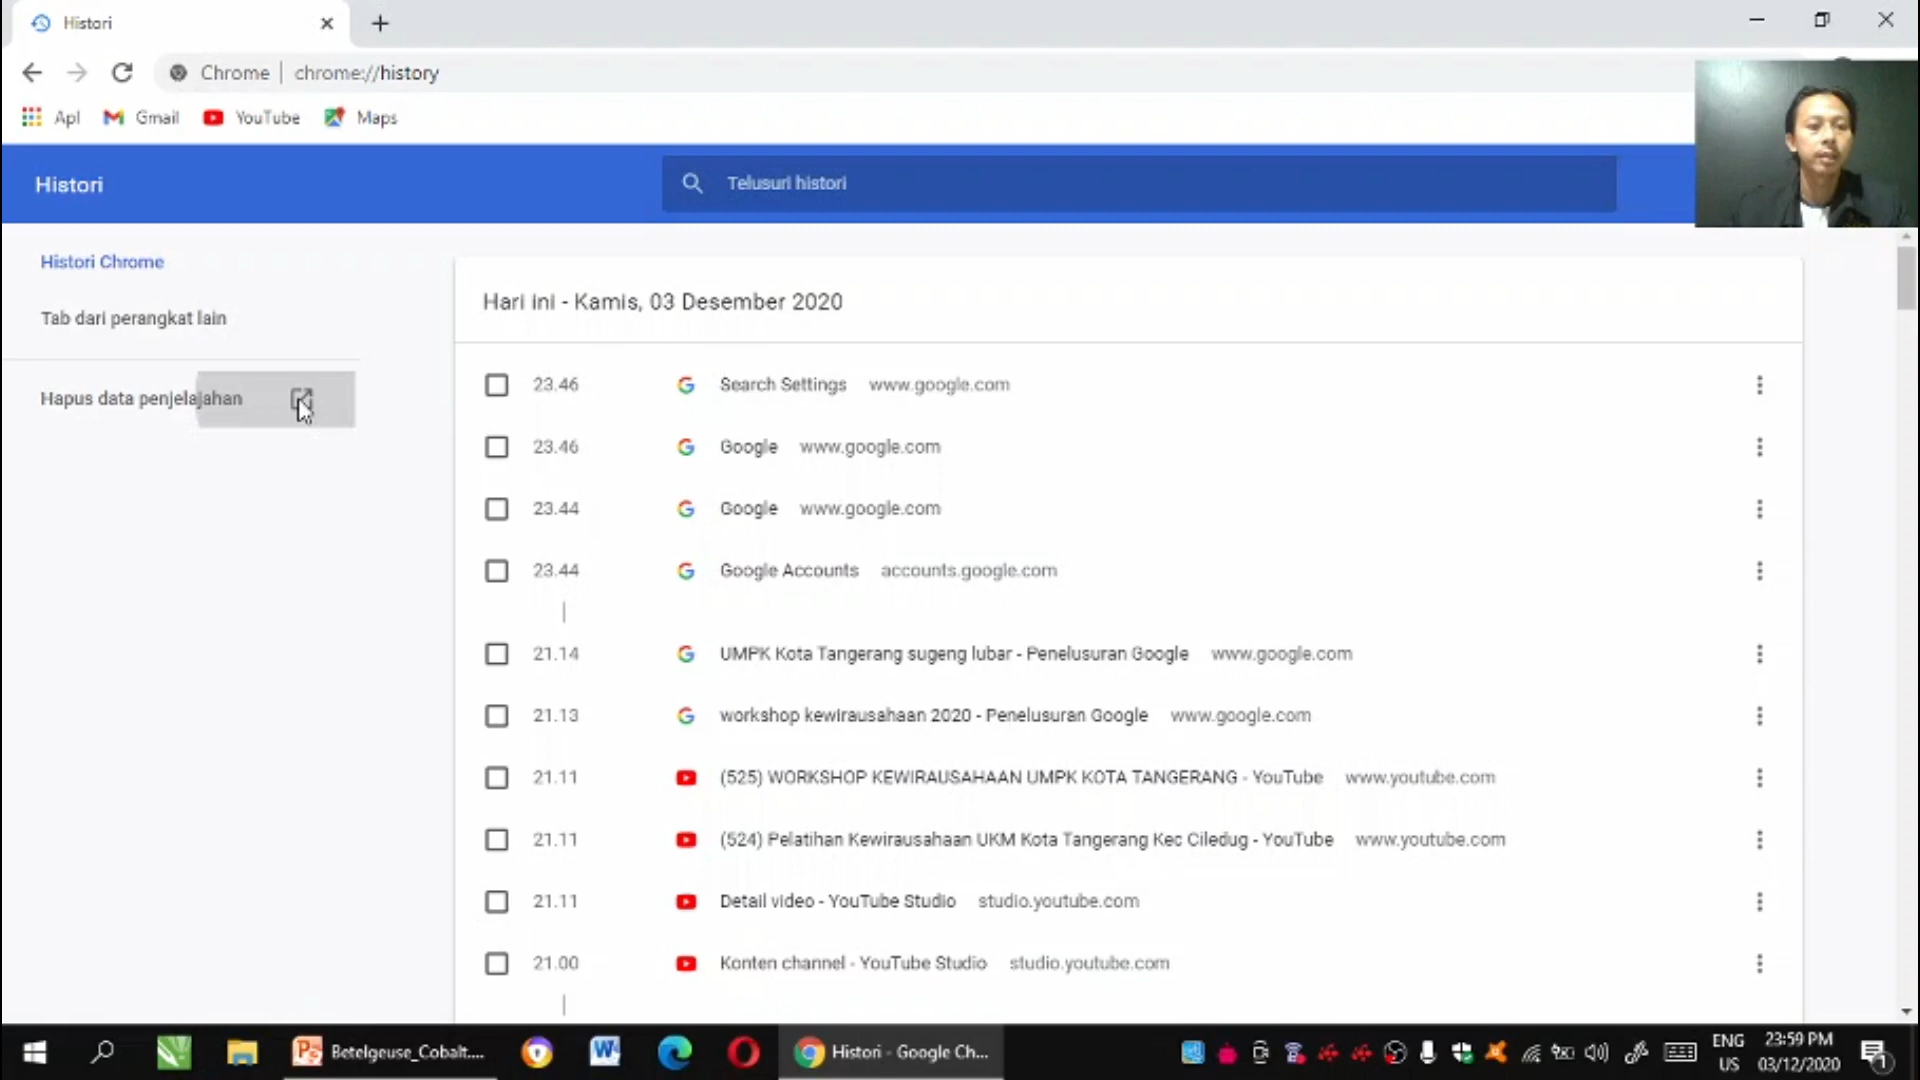 Histori
Chrome | chrome://history
Apl Gmail YouTube Maps
Histori
Telusuri histori
Histori Chrome
Tab dari perangkat lain
Hapus data penjelajahan
Hari ini - Kamis, 03 Desember 2020
23.46 Search Settings www.google.com
23.46 Google www.google.com
23.44 Google www.google.com
23.44 Google Accounts accounts.google.com
21.14 UMPK Kota Tangerang sugeng lubar - Penelusuran Google www.google.com
21.13 workshop kewirausahaan 2020 - Penelusuran Google www.google.com
21.11 (525) WORKSHOP KEWIRAUSAHAAN UMPK KOTA TANGERANG - YouTube www.youtube.com
21.11 (524) Pelatihan Kewirausahaan UKM Kota Tangerang Kec Ciledug - YouTube www.youtube.com
21.11 Detail video - YouTube Studio studio.youtube.com
21.00 Konten channel - YouTube Studio studio.youtube.com
Betelgeuse_Cobalt....
Histori - Google Ch...
ENG
US
23:59 PM
03/12/2020
1